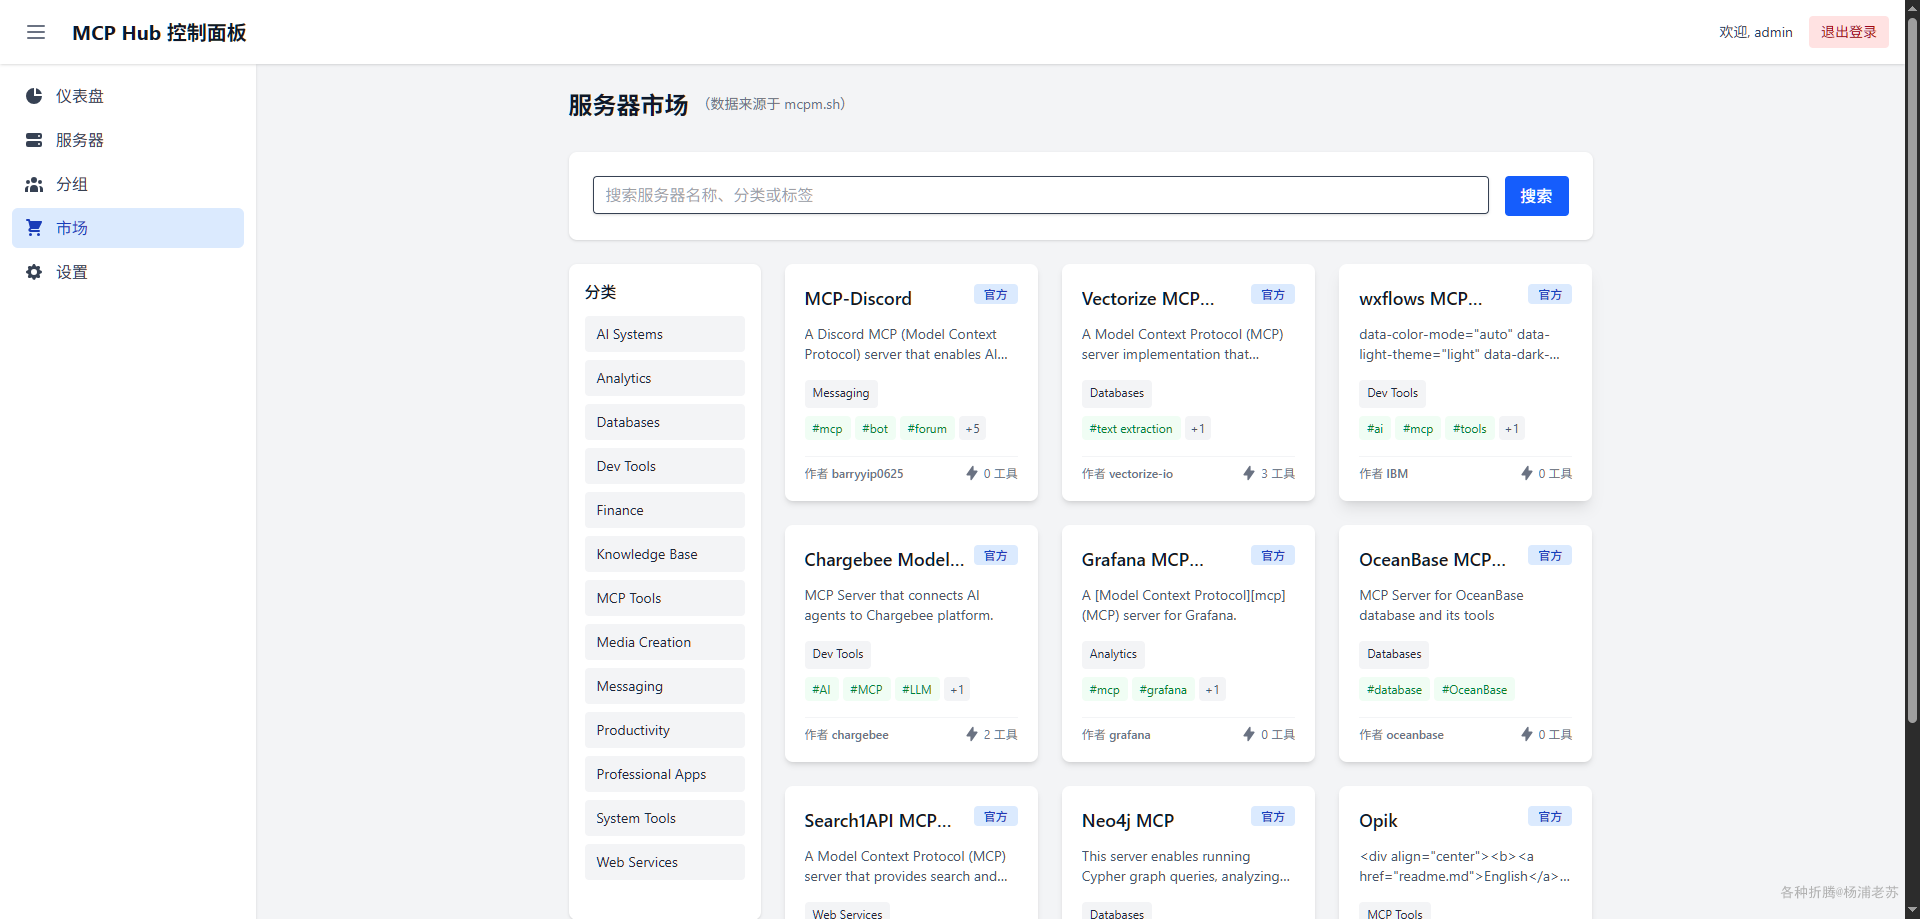 MCP Hub 控制面板
欢迎, admin
退出登录
仪表盘
服务器
分组
市场
设置
服务器市场 （数据来源于 mcpm.sh）
搜索服务器名称、分类或标签
搜索
分类
AI Systems
Analytics
Databases
Dev Tools
Finance
Knowledge Base
MCP Tools
Media Creation
Messaging
Productivity
Professional Apps
System Tools
Web Services
MCP-Discord 官方
A Discord MCP (Model Context
Protocol) server that enables AI...
Messaging
#mcp #bot #forum +5
作者 barryyip0625 0 工具
Vectorize MCP... 官方
A Model Context Protocol (MCP)
server implementation that...
Databases
#text extraction +1
作者 vectorize-io 3 工具
wxflows MCP... 官方
data-color-mode="auto" data-
light-theme="light" data-dark-...
Dev Tools
#ai #mcp #tools +1
作者 IBM 0 工具
Chargebee Model... 官方
MCP Server that connects AI
agents to Chargebee platform.
Dev Tools
#AI #MCP #LLM +1
作者 chargebee 2 工具
Grafana MCP... 官方
A [Model Context Protocol][mcp]
(MCP) server for Grafana.
Analytics
#mcp #grafana +1
作者 grafana 0 工具
OceanBase MCP... 官方
MCP Server for OceanBase
database and its tools
Databases
#database #OceanBase
作者 oceanbase 0 工具
Search1API MCP... 官方
A Model Context Protocol (MCP)
server that provides search and...
Web Services
Neo4j MCP 官方
This server enables running
Cypher graph queries, analyzing...
Databases
Opik 官方
<div align="center"><b><a
href="readme.md">English</a>...
MCP Tools
各种折腾@杨浦老苏